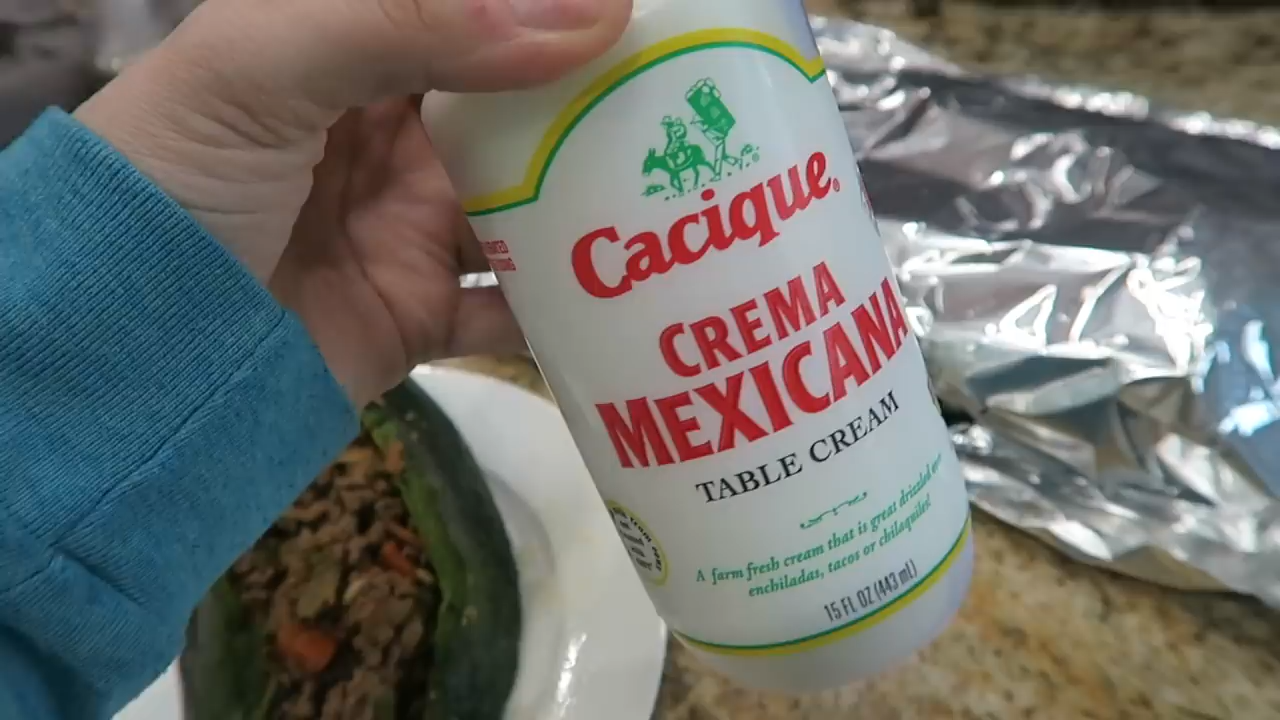 Cacique®
CREMA
MEXICANA
TABLE CREAM
A farm fresh cream that is great drizzled
enchiladas, tacos or chilaquiles!
15 FL OZ (443 mL)